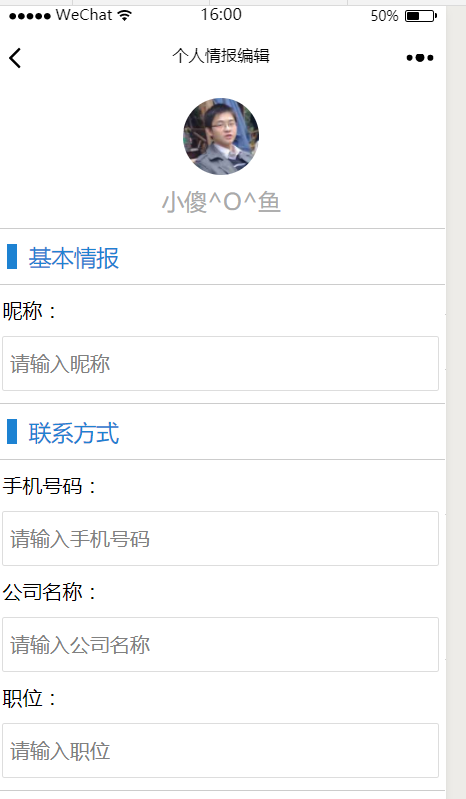 WeChat 16:00 50%
个人情报编辑
小傻^O^鱼
基本情报
昵称：
请输入昵称
联系方式
手机号码：
请输入手机号码
公司名称：
请输入公司名称
职位：
请输入职位